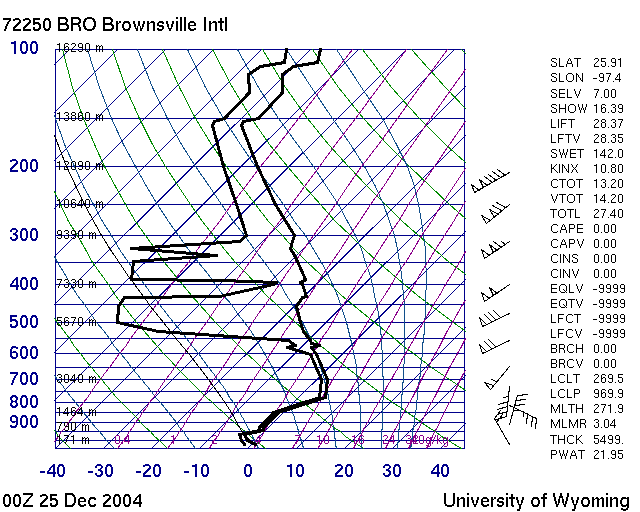 72250 BRO Brownsville Intl
100
16290 m
13860 m
200
12090 m
10640 m
300
9390 m
400
7330 m
500
5670 m
600
700
3040 m
800
1464 m
900
171 m
0.4
1
2
4
7
10
16
24
32
40g/kg
-40
-30
-20
-10
0
10
20
30
40
SLAT 25.91
SLON -97.4
SELV 7.00
SHOW 16.39
LIFT 28.37
LFTV 28.35
SWET 142.0
KINX 10.80
CTOT 13.20
VTOT 14.20
TOTL 27.40
CAPE 0.00
CAPV 0.00
CINS 0.00
CINV 0.00
EQLV -9999
EQTV -9999
LFCT -9999
LFCV -9999
BRCH 0.00
BRCV 0.00
LCLT 269.5
LCLP 969.9
MLTH 271.9
MLMR 3.04
THCK 5499.
PWAT 21.95
00Z 25 Dec 2004
University of Wyoming